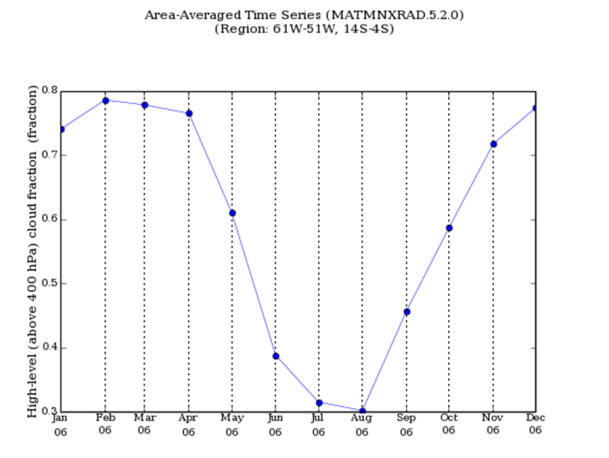 Area-Averaged Time Series (MATMNXRAD.5.2.0)
(Region: 61W-51W, 14S-4S)
High-level (above 400 hPa) cloud fraction (fraction)
0.8
0.7
0.6
0.5
0.4
0.3
Jan Feb Mar Apr May Jun Jul Aug Sep Oct Nov Dec
06 06 06 06 06 06 06 06 06 06 06 06